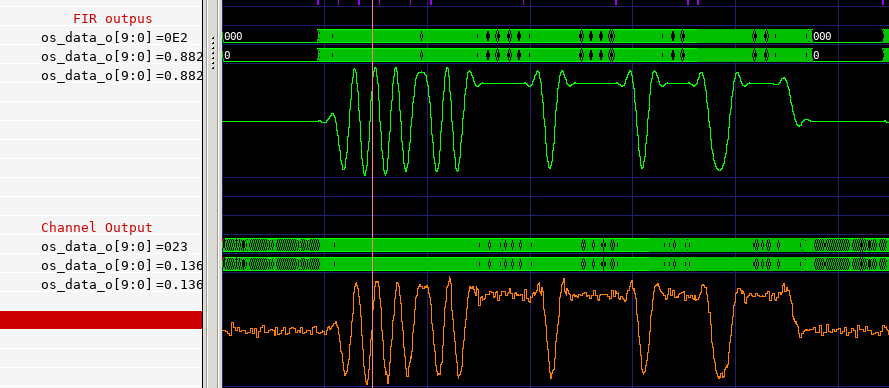 FIR outpus
os_data_o[9:0]=0E2
000
000
os_data_o[9:0]=0.882
0
0
os_data_o[9:0]=0.882
Channel Output
os_data_o[9:0]=023
os_data_o[9:0]=0.136
os_data_o[9:0]=0.136